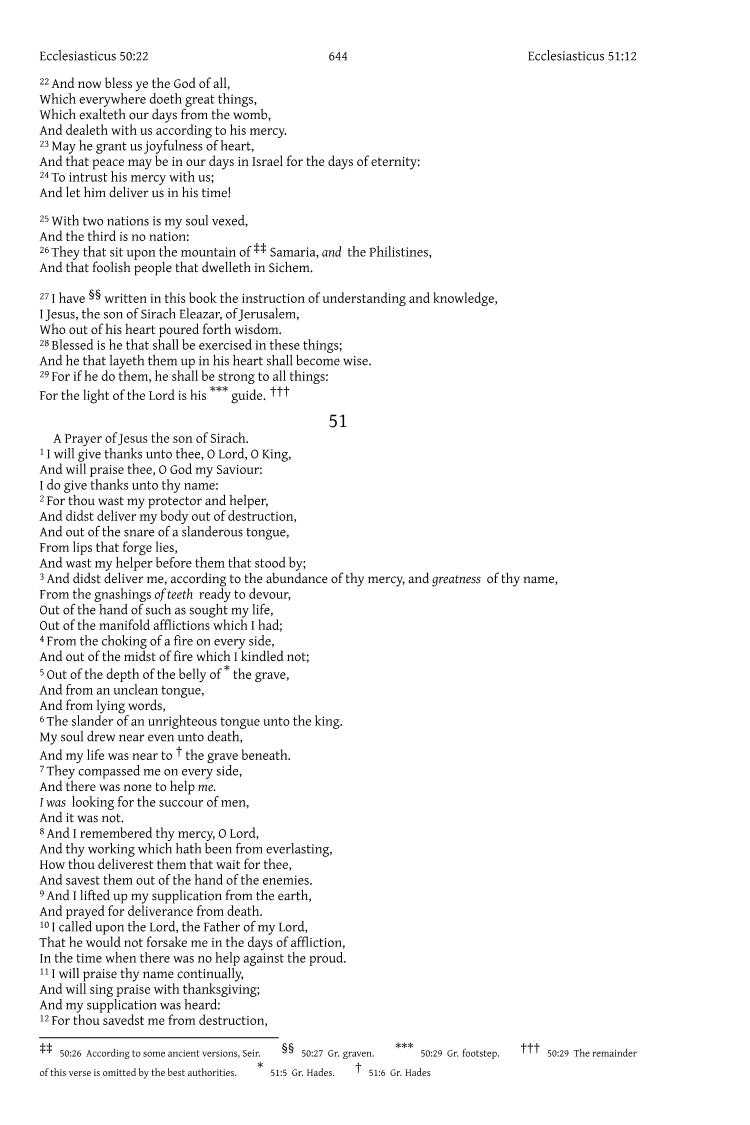 Ecclesiasticus 50:22 644 Ecclesiasticus 51:12
22 And now bless ye the God of all,
Which everywhere doeth great things,
Which exalteth our days from the womb,
And dealeth with us according to his mercy.
23 May he grant us joyfulness of heart,
And that peace may be in our days in Israel for the days of eternity:
24 To intrust his mercy with us;
And let him deliver us in his time!
25 With two nations is my soul vexed,
And the third is no nation:
26 They that sit upon the mountain of ‡‡ Samaria, and the Philistines,
And that foolish people that dwelleth in Sichem.
27 I have §§ written in this book the instruction of understanding and knowledge,
I Jesus, the son of Sirach Eleazar, of Jerusalem,
Who out of his heart poured forth wisdom.
28 Blessed is he that shall be exercised in these things;
And he that layeth them up in his heart shall become wise.
29 For if he do them, he shall be strong to all things:
For the light of the Lord is his *** guide. †††
51
A Prayer of Jesus the son of Sirach.
1 I will give thanks unto thee, O Lord, O King,
And will praise thee, O God my Saviour:
I do give thanks unto thy name:
2 For thou wast my protector and helper,
And didst deliver my body out of destruction,
And out of the snare of a slanderous tongue,
From lips that forge lies,
And wast my helper before them that stood by;
3 And didst deliver me, according to the abundance of thy mercy, and greatness of thy name,
From the gnashings of teeth ready to devour,
Out of the hand of such as sought my life,
Out of the manifold afflictions which I had;
4 From the choking of a fire on every side,
And out of the midst of fire which I kindled not;
5 Out of the depth of the belly of * the grave,
And from an unclean tongue,
And from lying words,
6 The slander of an unrighteous tongue unto the king.
My soul drew near even unto death,
And my life was near to † the grave beneath.
7 They compassed me on every side,
And there was none to help me.
I was looking for the succour of men,
And it was not.
8 And I remembered thy mercy, O Lord,
And thy working which hath been from everlasting,
How thou deliverest them that wait for thee,
And savest them out of the hand of the enemies.
9 And I lifted up my supplication from the earth,
And prayed for deliverance from death.
10 I called upon the Lord, the Father of my Lord,
That he would not forsake me in the days of affliction,
In the time when there was no help against the proud.
11 I will praise thy name continually,
And will sing praise with thanksgiving;
And my supplication was heard:
12 For thou savedst me from destruction,
‡‡ 50:26 According to some ancient versions, Seir. §§ 50:27 Gr. graven. *** 50:29 Gr. footstep. ††† 50:29 The remainder
of this verse is omitted by the best authorities. * 51:5 Gr. Hades. † 51:6 Gr. Hades